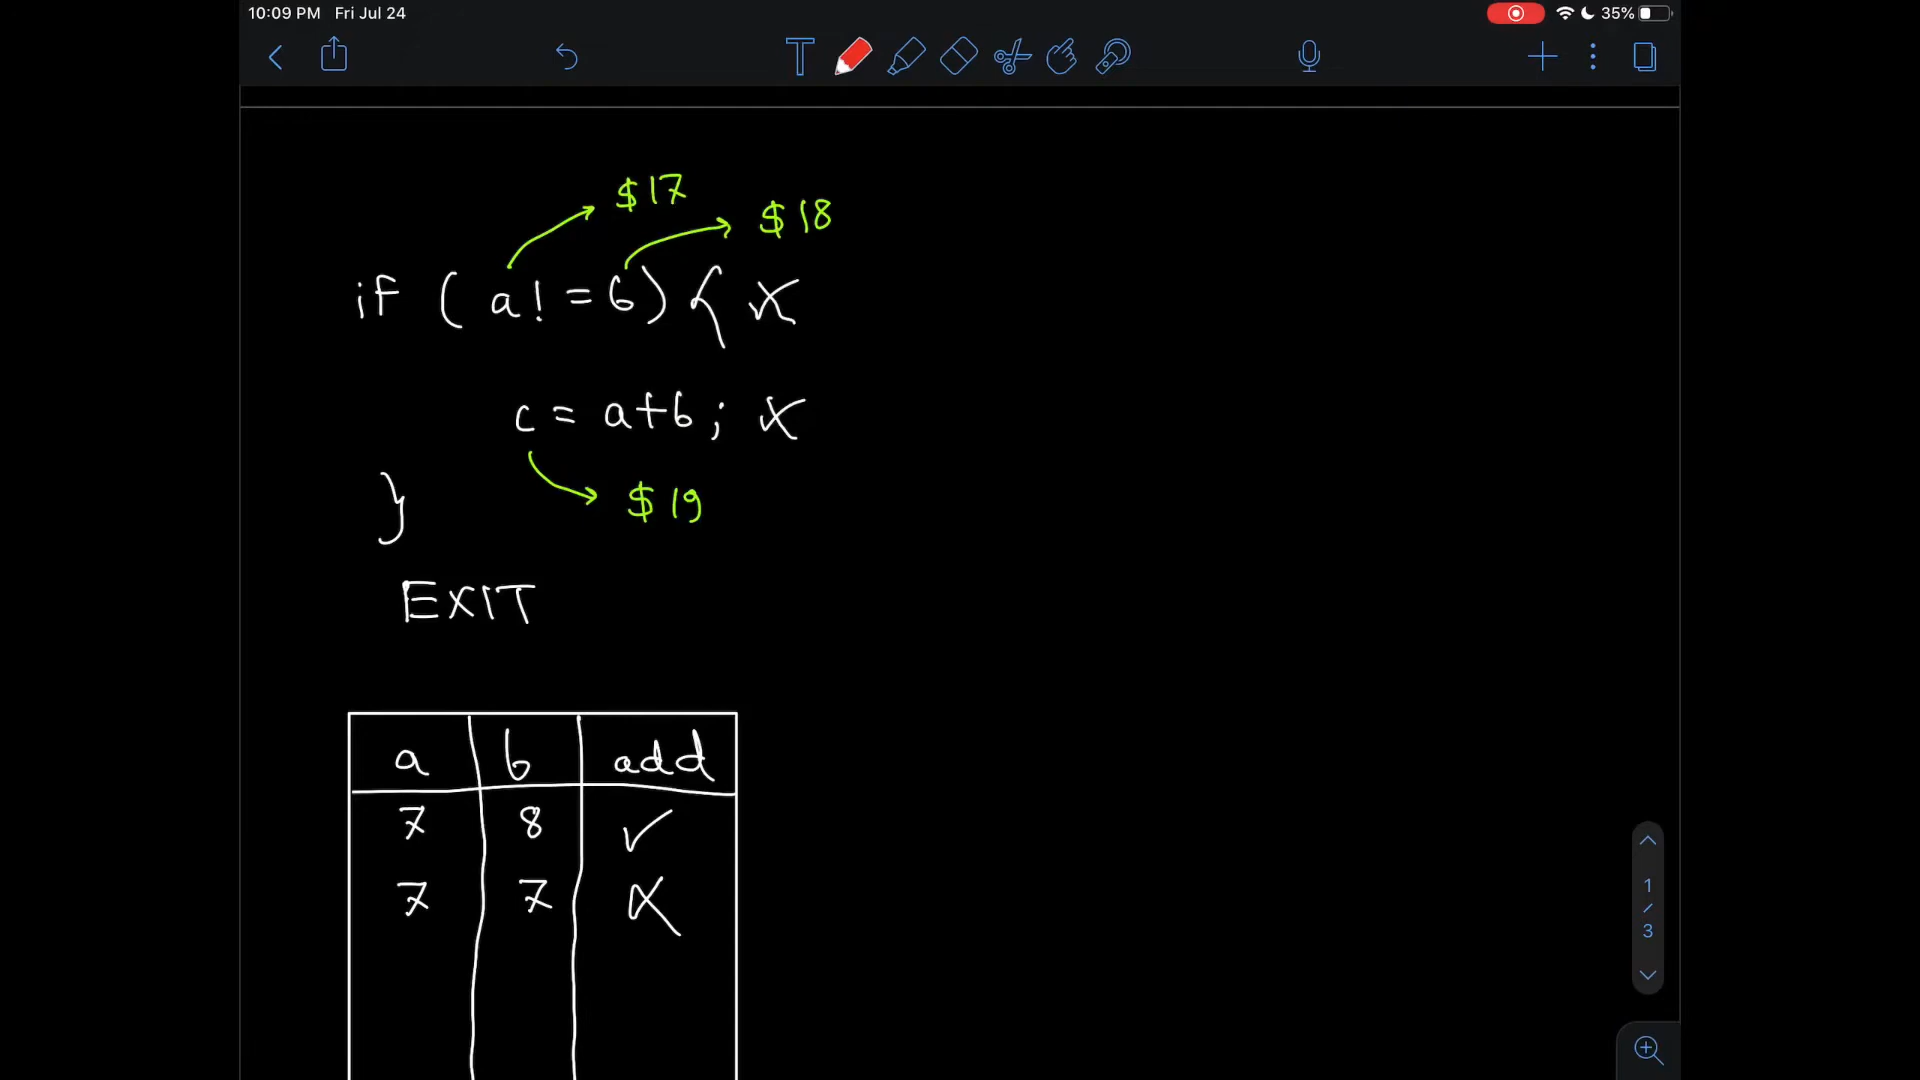 10:09 PM Fri Jul 24
35%
T
$17
$18
if (a! = b) {
c = a+b;
$19
}
EXIT
a b add
7 8 ✓
7 7 X
1
/
3